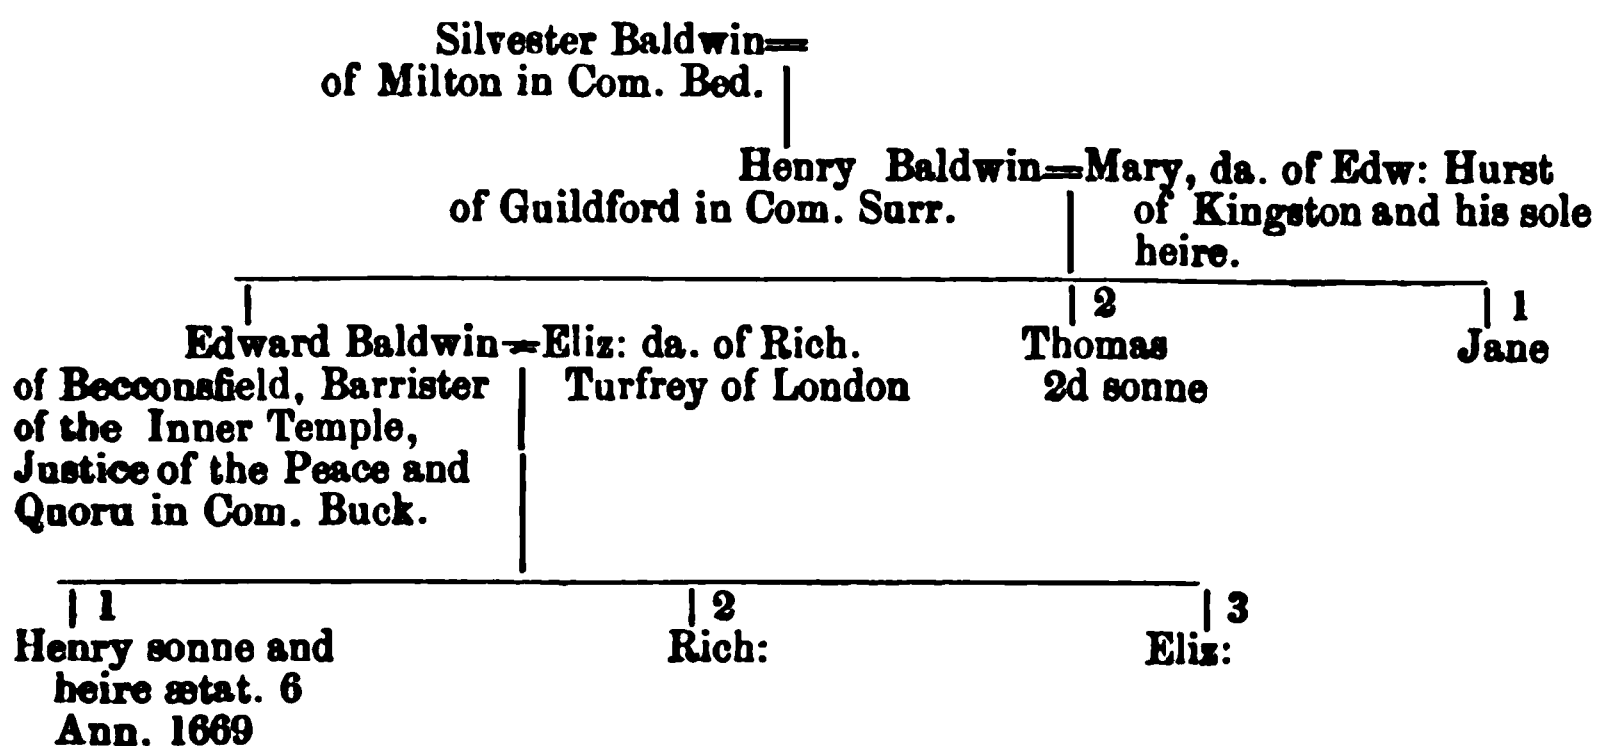 Silvester Baldwin=
of Milton in Com. Bed.
Henry Baldwin=Mary, da. of Edw: Hurst
of Guildford in Com. Surr.
of Kingston and his sole
heire.
2
1
Edward Baldwin=Eliz: da. of Rich.
Turfrey of London
of Becconsfield, Barrister
of the Inner Temple,
Justice of the Peace and
Quoru in Com. Buck.
Thomas
2d sonne
Jane
1
Henry sonne and
heire ætat. 6
Ann. 1669
2
Rich:
3
Eliz: